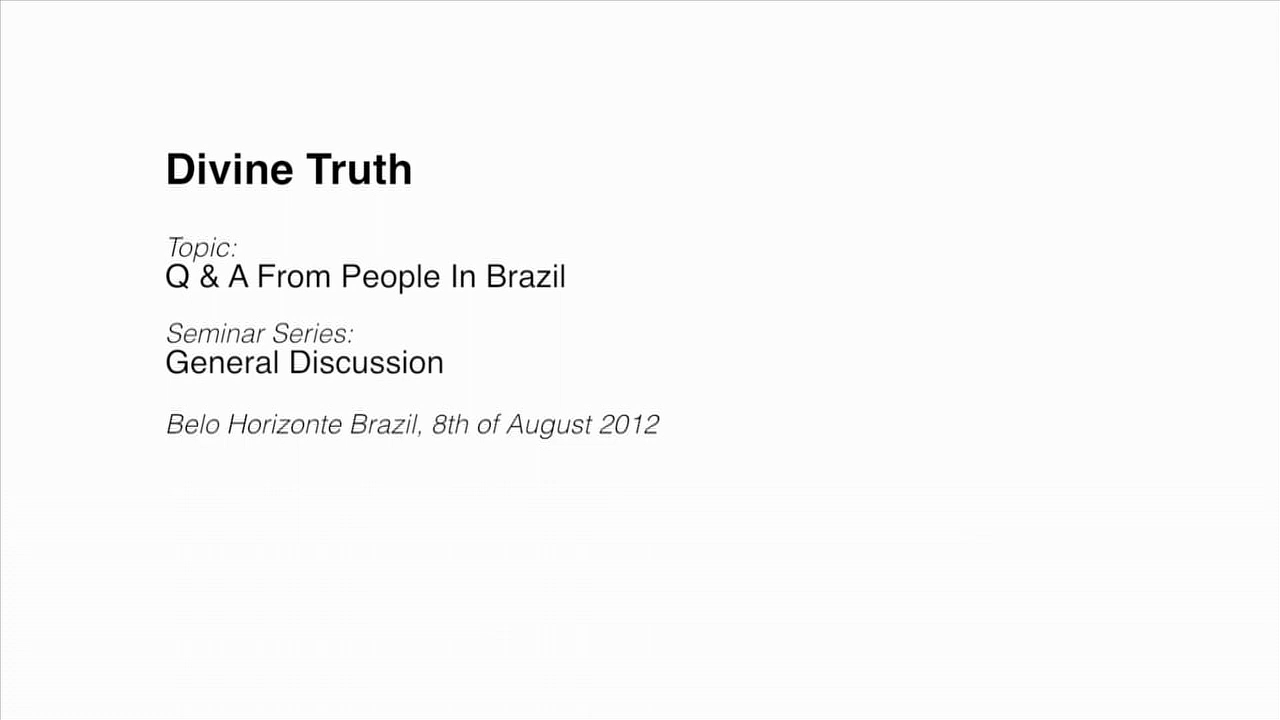 Divine Truth
Topic:
Q & A From People In Brazil
Seminar Series:
General Discussion
Belo Horizonte Brazil, 8th of August 2012